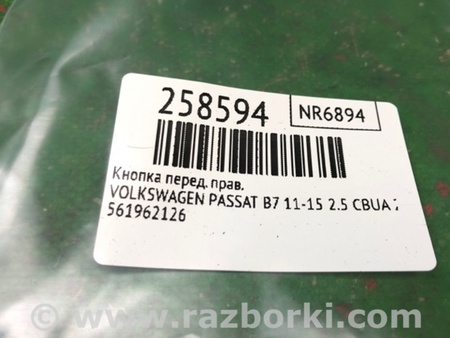 258594
NR6894
Кнопка перед. прав.
VOLKSWAGEN PASSAT B7 11-15 2.5 CBUA
561962126
© www.razborki.com